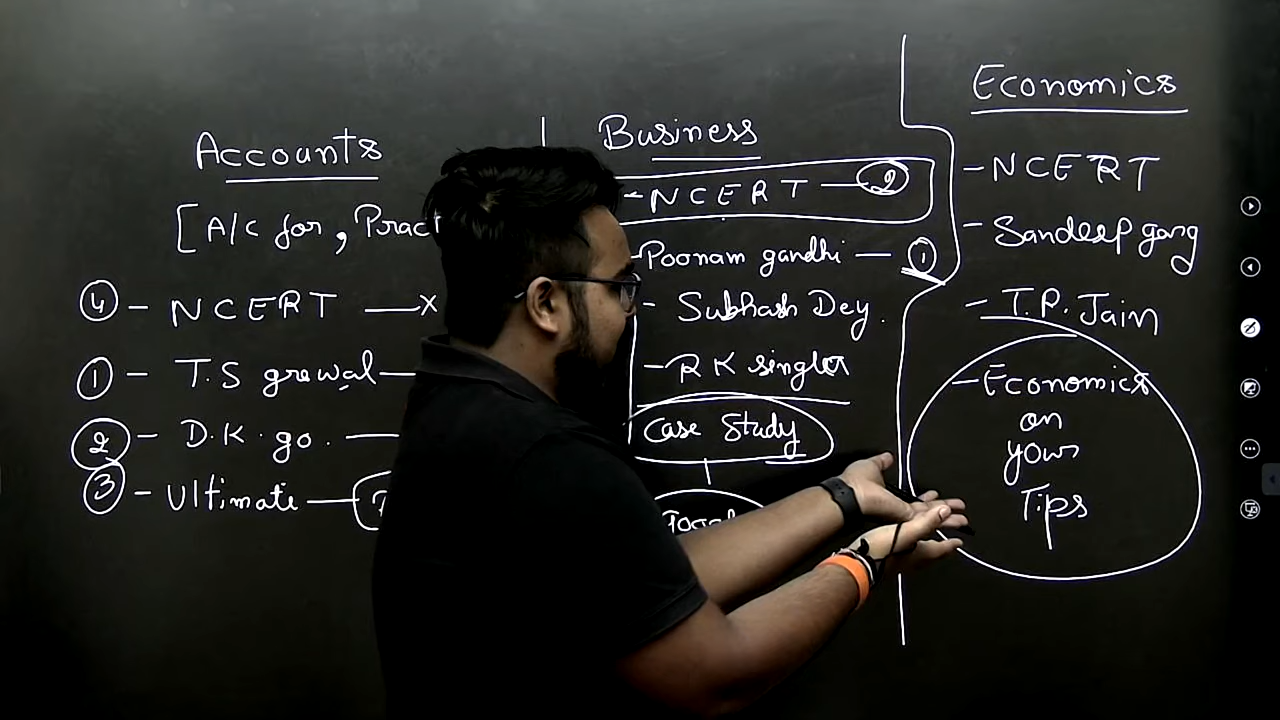 Accounts
[A/c for,
④ - NCERT → x
① - T.S grewal -
② - D.K. go. -
③ - Ultimate -
Business
- NCERT - ②
- Poonam gandhi - ①
- Subhash Dey.
- R K singla
Case Study
Economics
- NCERT
- Sandeep garg
- T.R. Jain
- Economics
on
your
Tips